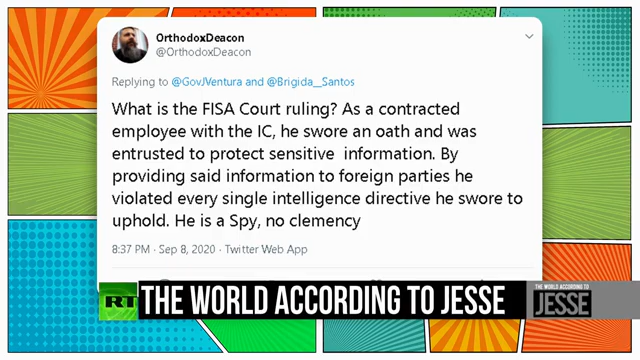 OrthodoxDeacon
@OrthodoxDeacon
Replying to @GovJVentura and @Brigida__Santos
What is the FISA Court ruling? As a contracted
employee with the IC, he swore an oath and was
entrusted to protect sensitive information. By
providing said information to foreign parties he
violated every single intelligence directive he swore to
uphold. He is a Spy, no clemency
8:37 PM · Sep 8, 2020 · Twitter Web App
RT THE WORLD ACCORDING TO JESSE
THE WORLD ACCORDING TO
JESSE